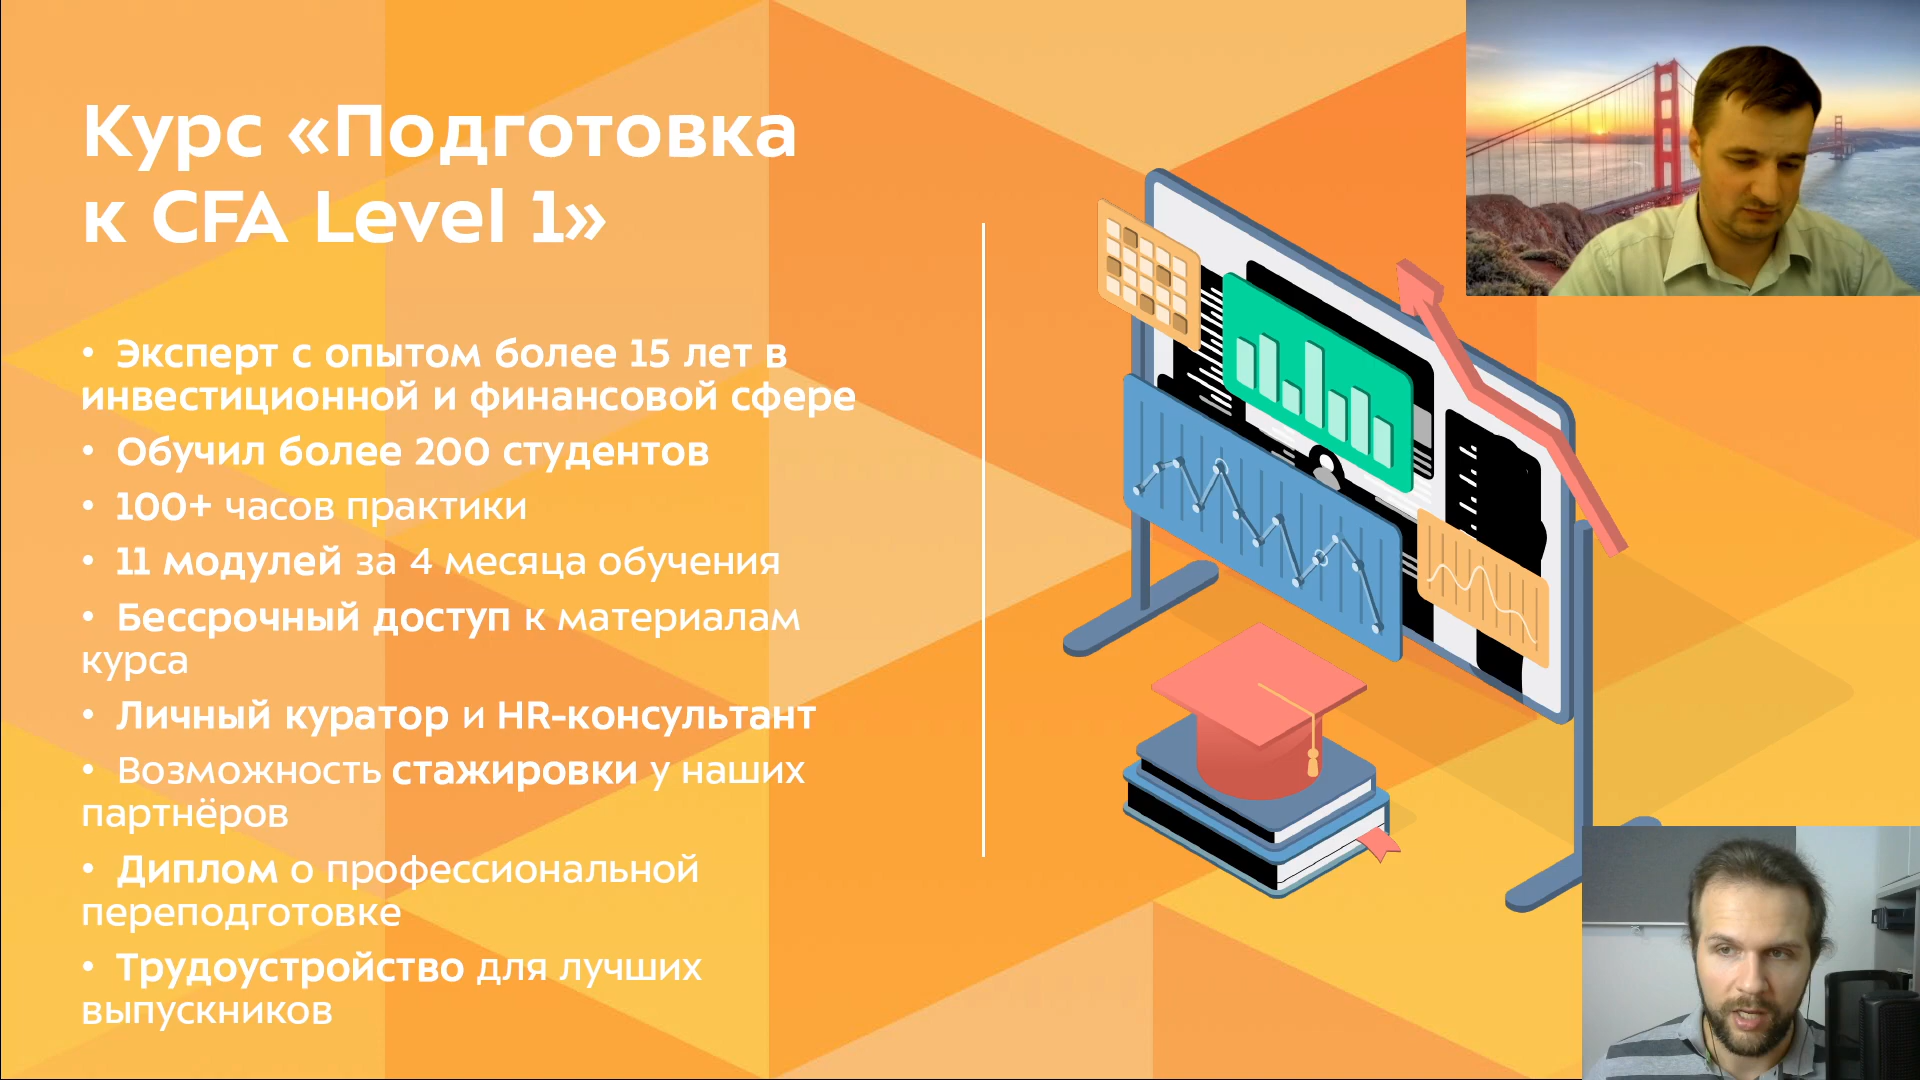 Курс «Подготовка
к CFA Level 1»
• Эксперт с опытом более 15 лет в
инвестиционной и финансовой сфере
• Обучил более 200 студентов
• 100+ часов практики
• 11 модулей за 4 месяца обучения
• Бессрочный доступ к материалам
курса
• Личный куратор и HR-консультант
• Возможность стажировки у наших
партнёров
• Диплом о профессиональной
переподготовке
• Трудоустройство для лучших
выпускников